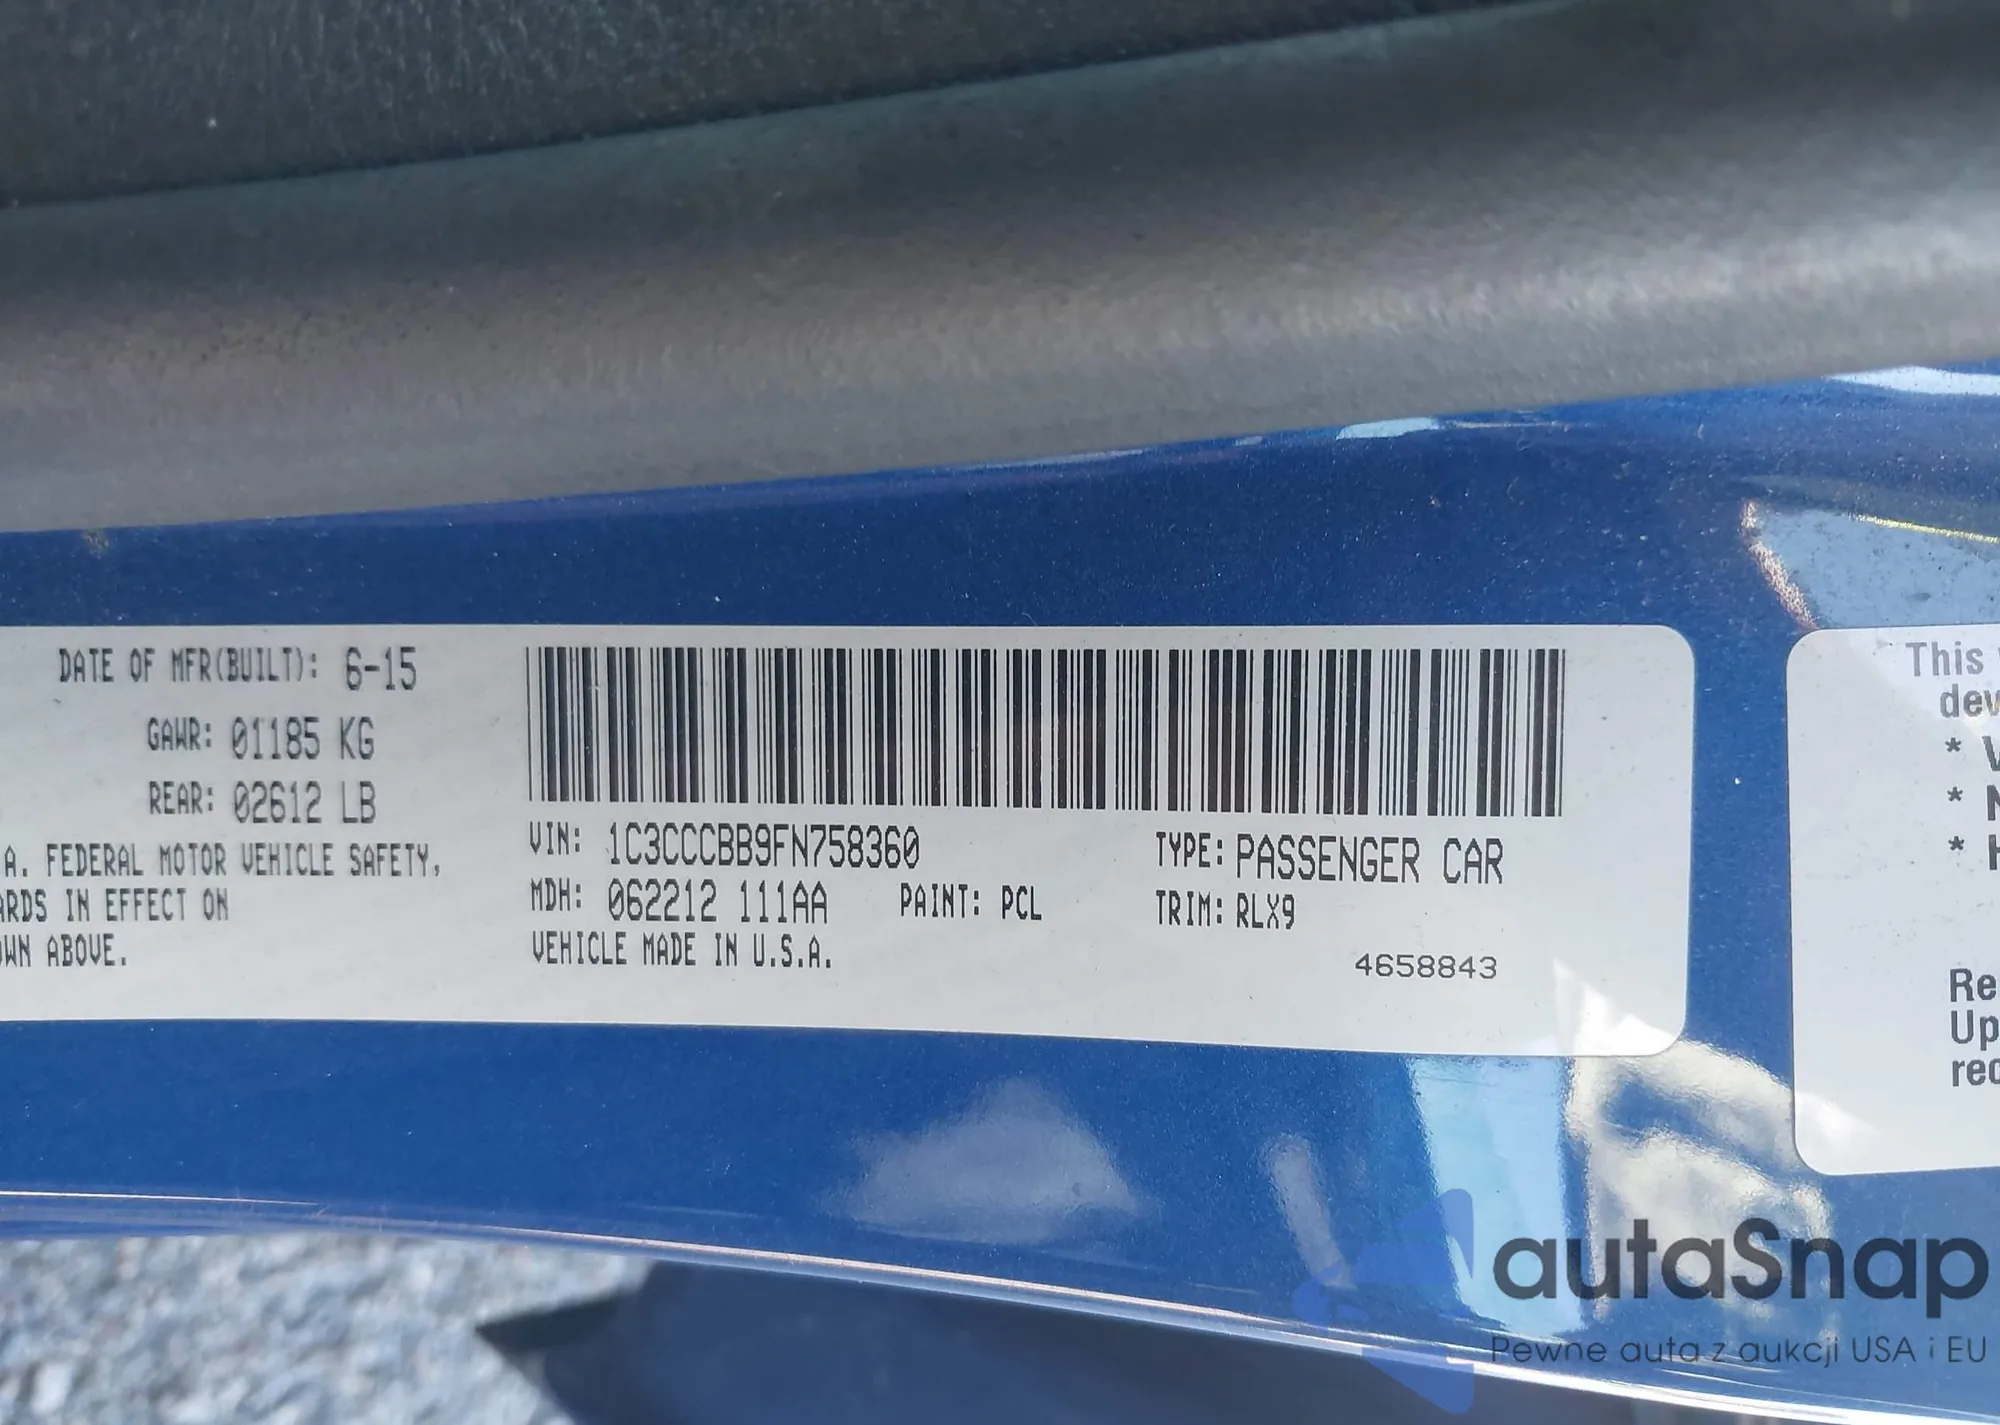 DATE OF MFR(BUILT): 6-15
GAWR: 01185 KG
REAR: 02612 LB
A. FEDERAL MOTOR VEHICLE SAFETY,
ARDS IN EFFECT ON
OWN ABOVE.
VIN: 1C3CCCBB9FN758360
TYPE: PASSENGER CAR
MDH: 062212 111AA PAINT: PCL
TRIM: RLX9
VEHICLE MADE IN U.S.A.
4658843
This
dev
*
*
*
Re
Up
rec
autaSnap
Pewne auta z aukcji USA i EU